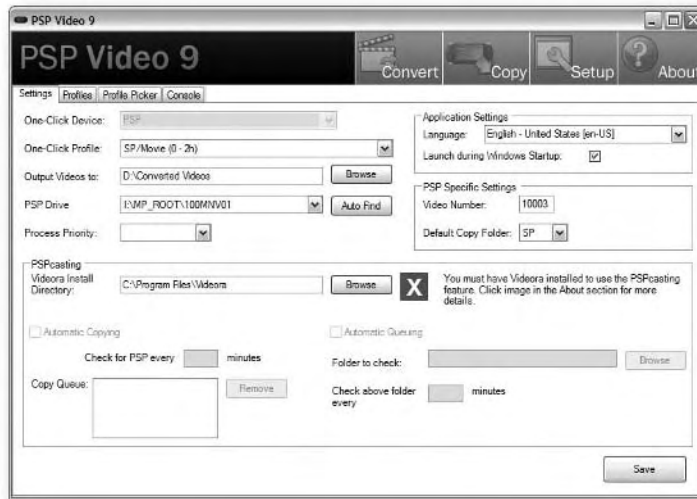 PSP Video 9
PSP Video 9
Convert
Copy
Setup
About
Settings Profiles Profile Picker Console
One-Click Device: PSP
One-Click Profile: SP/Movie (0 - 2h)
Output Videos to: D:\Converted Videos Browse
PSP Drive I:\MP_ROOT\100MNV01 Auto Find
Process Priority:
Application Settings
Language: English - United States [en-US]
Launch during Windows Startup:
PSP Specific Settings
Video Number: 10003
Default Copy Folder: SP
PSPcasting
Videora Install
Directory: C:\Program Files\Videora Browse
X
You must have Videora installed to use the PSPcasting
feature. Click image in the About section for more
details.
Automatic Copying
Check for PSP every minutes
Copy Queue: Remove
Automatic Queuing
Folder to check: Browse
Check above folder
every minutes
Save